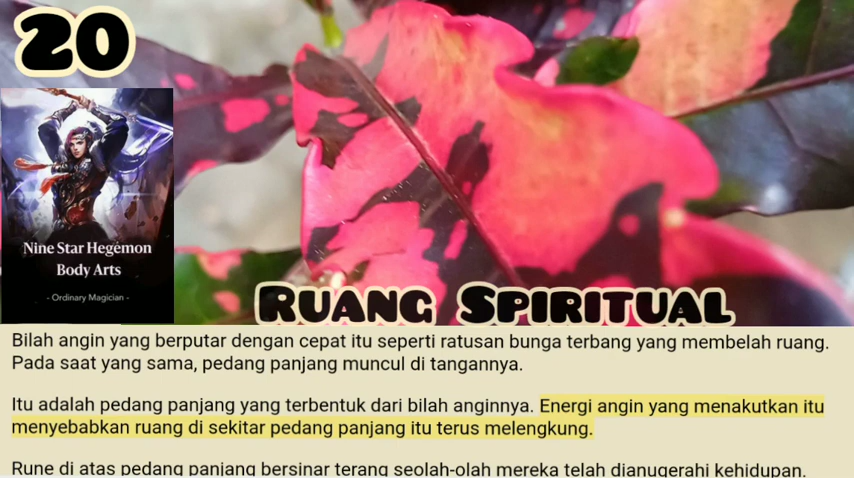 20
Nine Star Hegemon
Body Arts
- Ordinary Magician -
Ruang Spiritual
Bilah angin yang berputar dengan cepat itu seperti ratusan bunga terbang yang membelah ruang.
Pada saat yang sama, pedang panjang muncul di tangannya.
Itu adalah pedang panjang yang terbentuk dari bilah anginnya. Energi angin yang menakutkan itu
menyebabkan ruang di sekitar pedang panjang itu terus melengkung.
Rune di atas pedang panjang bersinar terang seolah-olah mereka telah dianugerahi kehidupan.